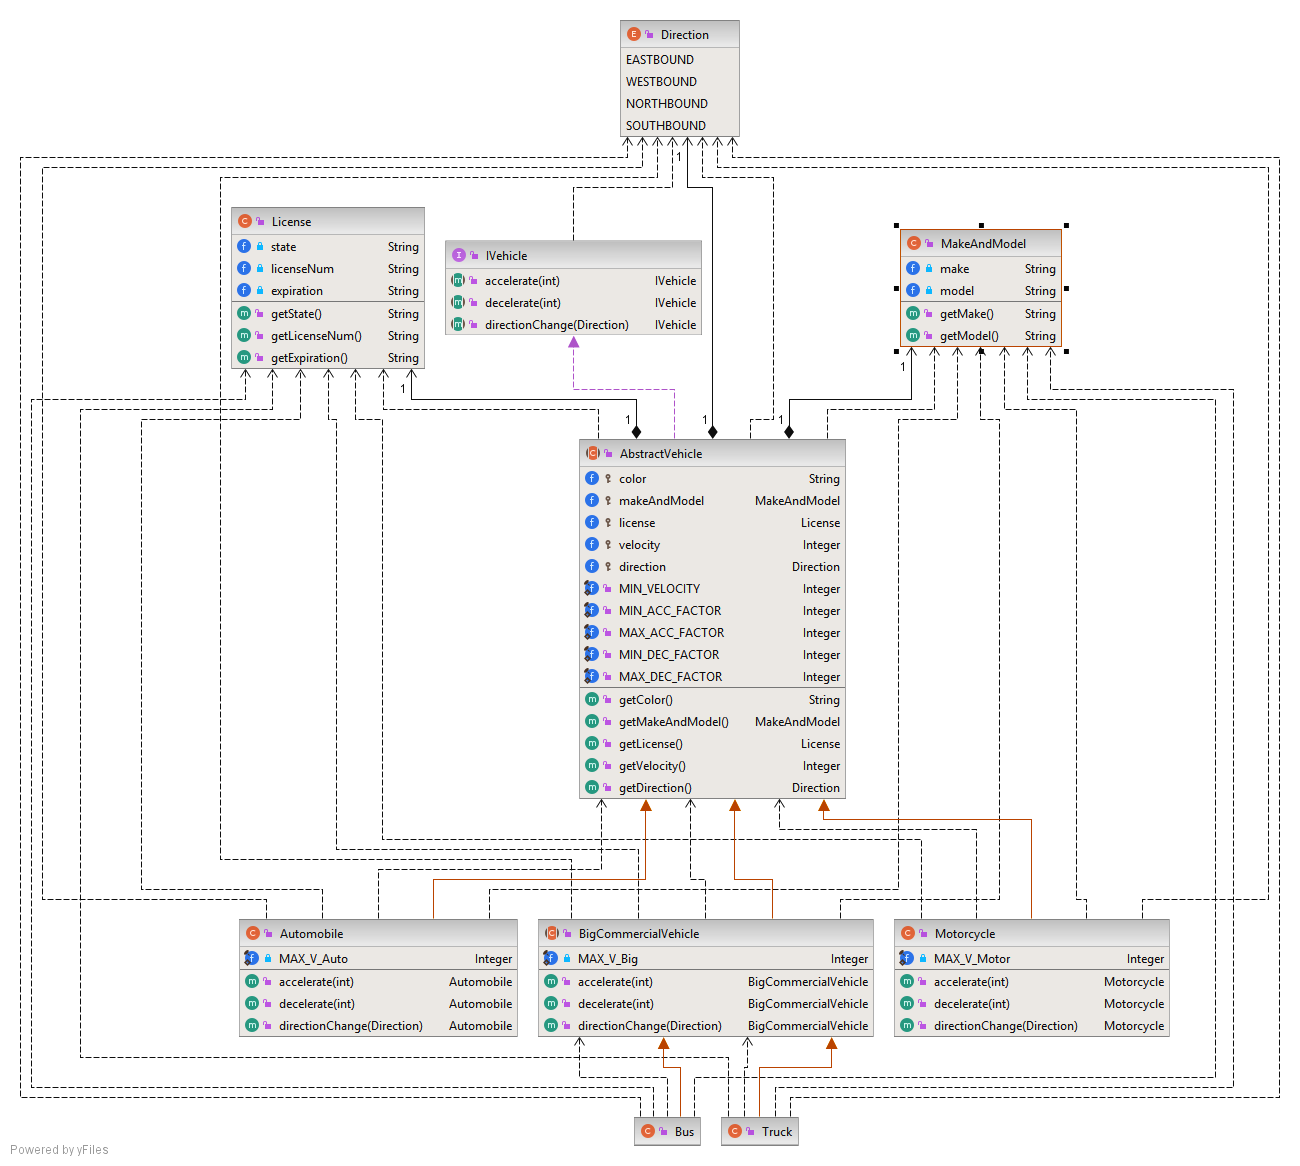 Direction
EASTBOUND
WESTBOUND
NORTHBOUND
SOUTHBOUND
1
License
state String
licenseNum String
expiration String
getState() String
getLicenseNum() String
getExpiration() String
1
IVehicle
accelerate(int) IVehicle
decelerate(int) IVehicle
directionChange(Direction) IVehicle
MakeAndModel
make String
model String
getMake() String
getModel() String
1
1 1 1
AbstractVehicle
color String
makeAndModel MakeAndModel
license License
velocity Integer
direction Direction
MIN_VELOCITY Integer
MIN_ACC_FACTOR Integer
MAX_ACC_FACTOR Integer
MIN_DEC_FACTOR Integer
MAX_DEC_FACTOR Integer
getColor() String
getMakeAndModel() MakeAndModel
getLicense() License
getVelocity() Integer
getDirection() Direction
Automobile
MAX_V_Auto Integer
accelerate(int) Automobile
decelerate(int) Automobile
directionChange(Direction) Automobile
BigCommercialVehicle
MAX_V_Big Integer
accelerate(int) BigCommercialVehicle
decelerate(int) BigCommercialVehicle
directionChange(Direction) BigCommercialVehicle
Motorcycle
MAX_V_Motor Integer
accelerate(int) Motorcycle
decelerate(int) Motorcycle
directionChange(Direction) Motorcycle
Bus
Truck
Powered by yFiles